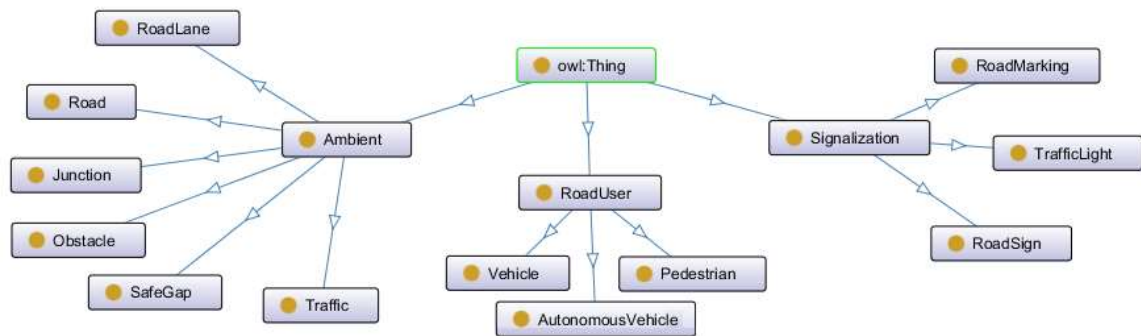 RoadLane
owl:Thing
RoadMarking
Road
Ambient
Signalization
TrafficLight
Junction
RoadUser
Obstacle
RoadSign
Vehicle
Pedestrian
SafeGap
Traffic
AutonomousVehicle